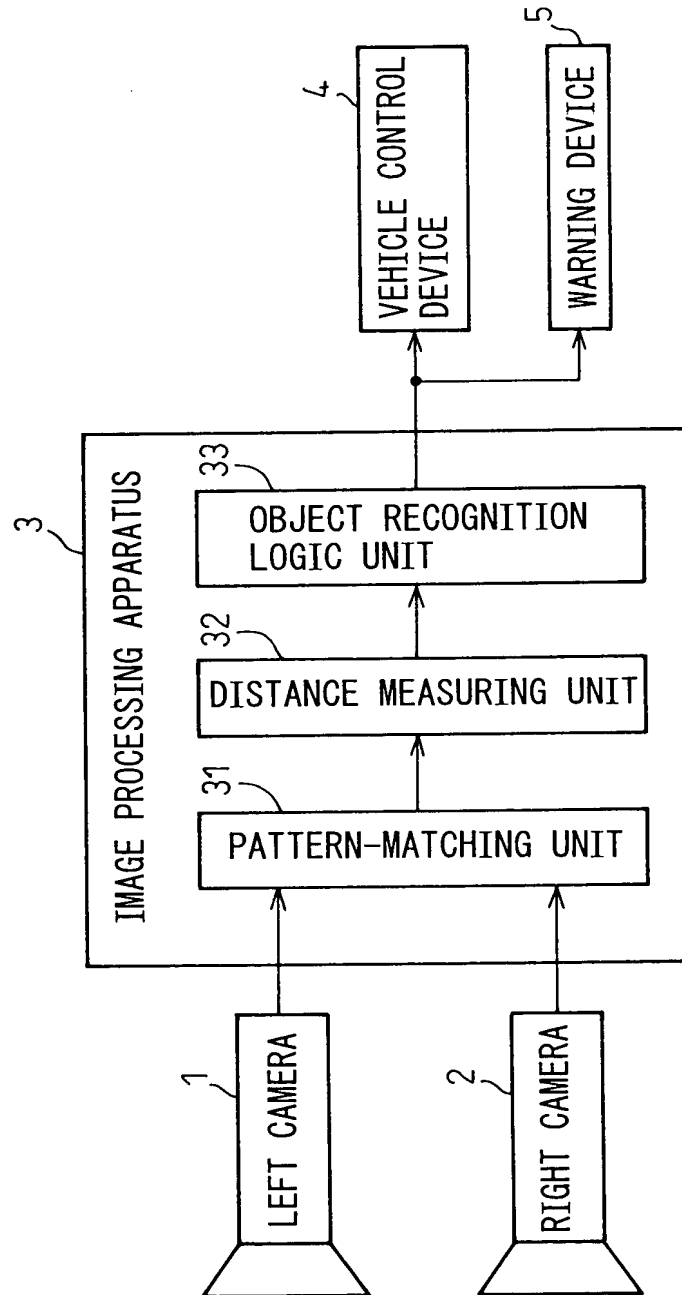 1
LEFT CAMERA
2
RIGHT CAMERA
3
IMAGE PROCESSING APPARATUS
31
PATTERN-MATCHING UNIT
32
DISTANCE MEASURING UNIT
33
OBJECT RECOGNITION
LOGIC UNIT
4
VEHICLE CONTROL
DEVICE
5
WARNING DEVICE